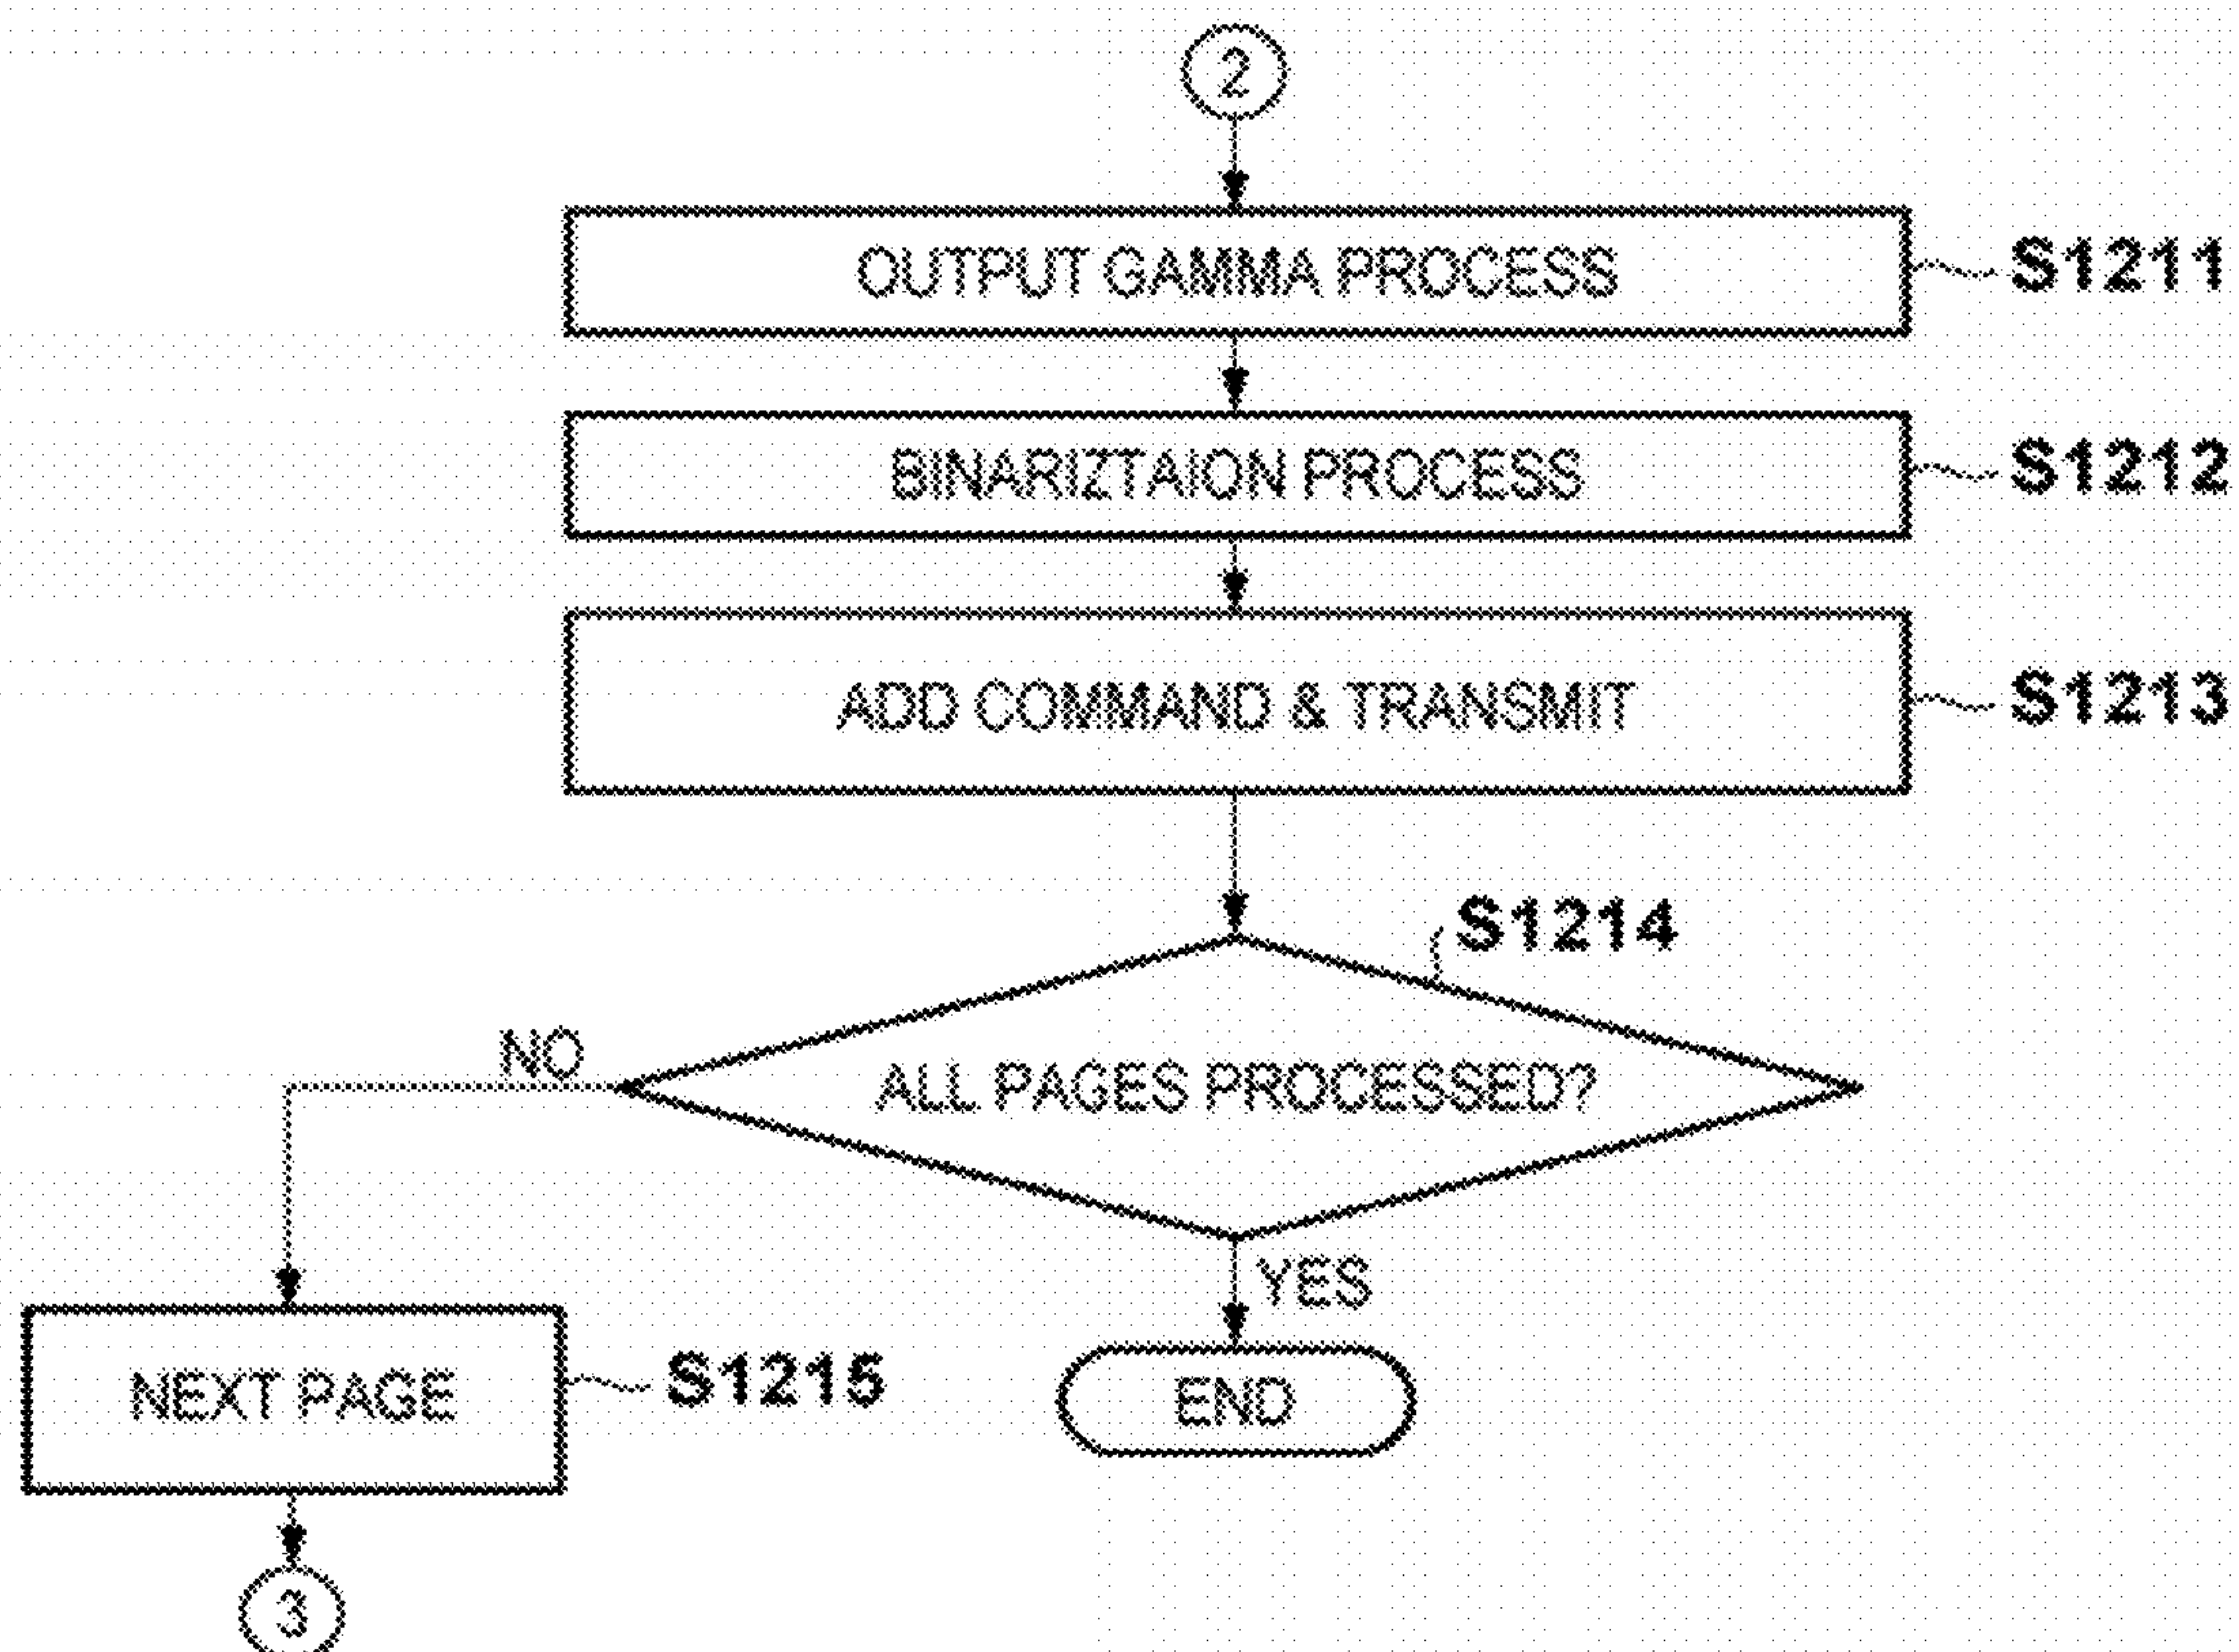 2
OUTPUT GAMMA PROCESS
S1211
BINARIZTAION PROCESS
S1212
ADD COMMAND & TRANSMIT
S1213
S1214
NO
ALL PAGES PROCESSED?
YES
NEXT PAGE
S1215
END
3